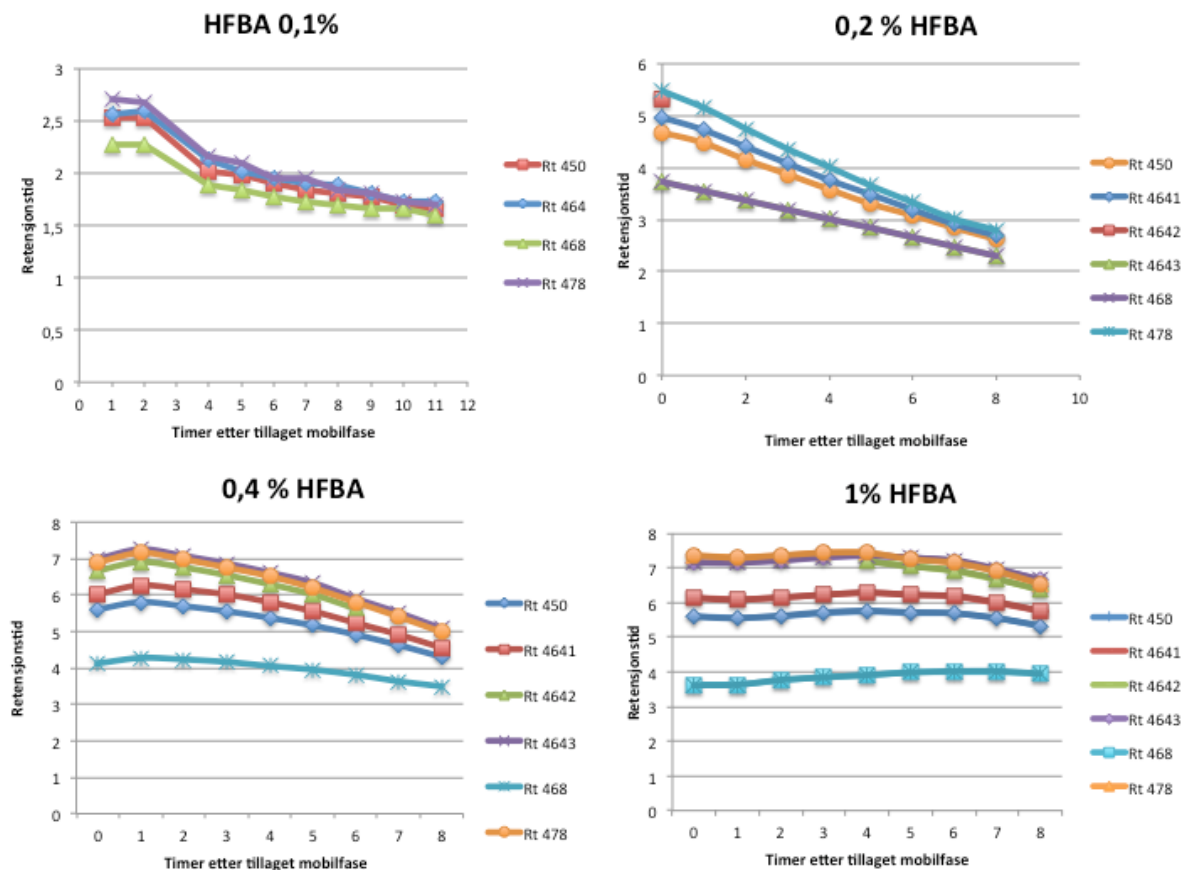 HFBA 0,1%
3
2,5
2
1,5
1
0,5
0
0 1 2 3 4 5 6 7 8 9 10 11 12
Retensjonstid
Timer etter tillaget mobilfase
Rt 450
Rt 464
Rt 468
Rt 478
0,2 % HFBA
6
5
4
3
2
1
0
0 2 4 6 8 10
Retensjonstid
Timer etter tillaget mobilfase
Rt 450
Rt 4641
Rt 4642
Rt 4643
Rt 468
Rt 478
0,4 % HFBA
8
7
6
5
4
3
2
1
0
0 1 2 3 4 5 6 7 8
Retensjonstid
Timer etter tillaget mobilfase
Rt 450
Rt 4641
Rt 4642
Rt 4643
Rt 468
Rt 478
1% HFBA
8
7
6
5
4
3
2
1
0
0 1 2 3 4 5 6 7 8
Retensjonstid
Timer etter tillaget mobilfase
Rt 450
Rt 4641
Rt 4642
Rt 4643
Rt 468
Rt 478